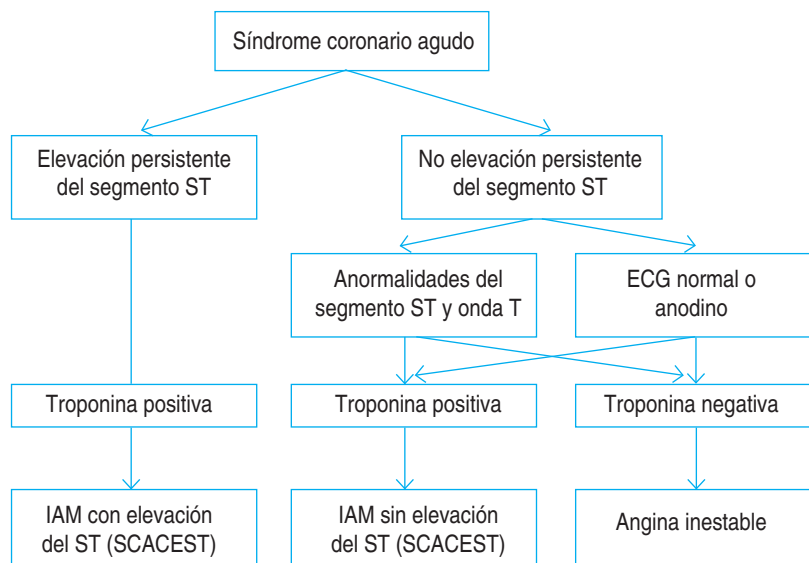 Síndrome coronario agudo
Elevación persistente
del segmento ST
No elevación persistente
del segmento ST
Anormalidades del
segmento ST y onda T
ECG normal o
anodino
Troponina positiva
Troponina positiva
Troponina negativa
IAM con elevación
del ST (SCACEST)
IAM sin elevación
del ST (SCACEST)
Angina inestable